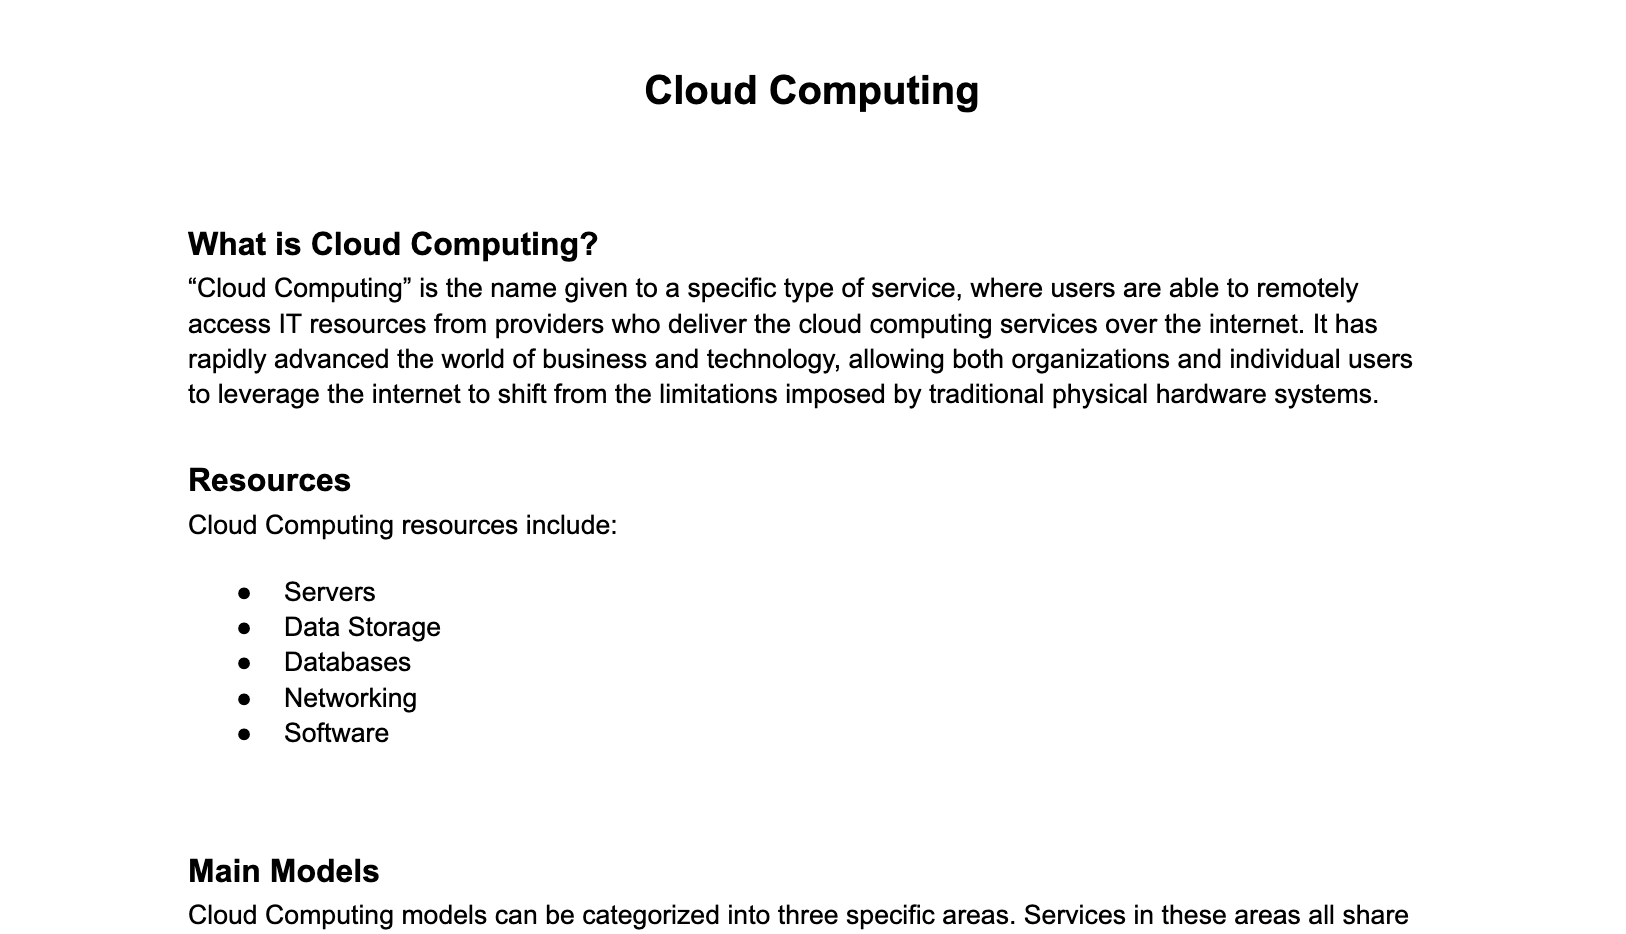 Cloud Computing
What is Cloud Computing?
“Cloud Computing” is the name given to a specific type of service, where users are able to remotely
access IT resources from providers who deliver the cloud computing services over the internet. It has
rapidly advanced the world of business and technology, allowing both organizations and individual users
to leverage the internet to shift from the limitations imposed by traditional physical hardware systems.
Resources
Cloud Computing resources include:
● Servers
● Data Storage
● Databases
● Networking
● Software
Main Models
Cloud Computing models can be categorized into three specific areas. Services in these areas all share